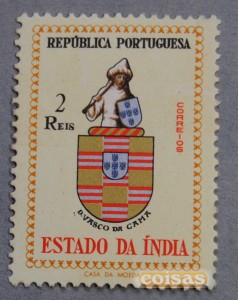 REPÚBLICA PORTUGUESA
2
REIS
CORREIOS
D. VASCO DA GAMA
ESTADO DA ÍNDIA
CASA DA MOEDA
coisas